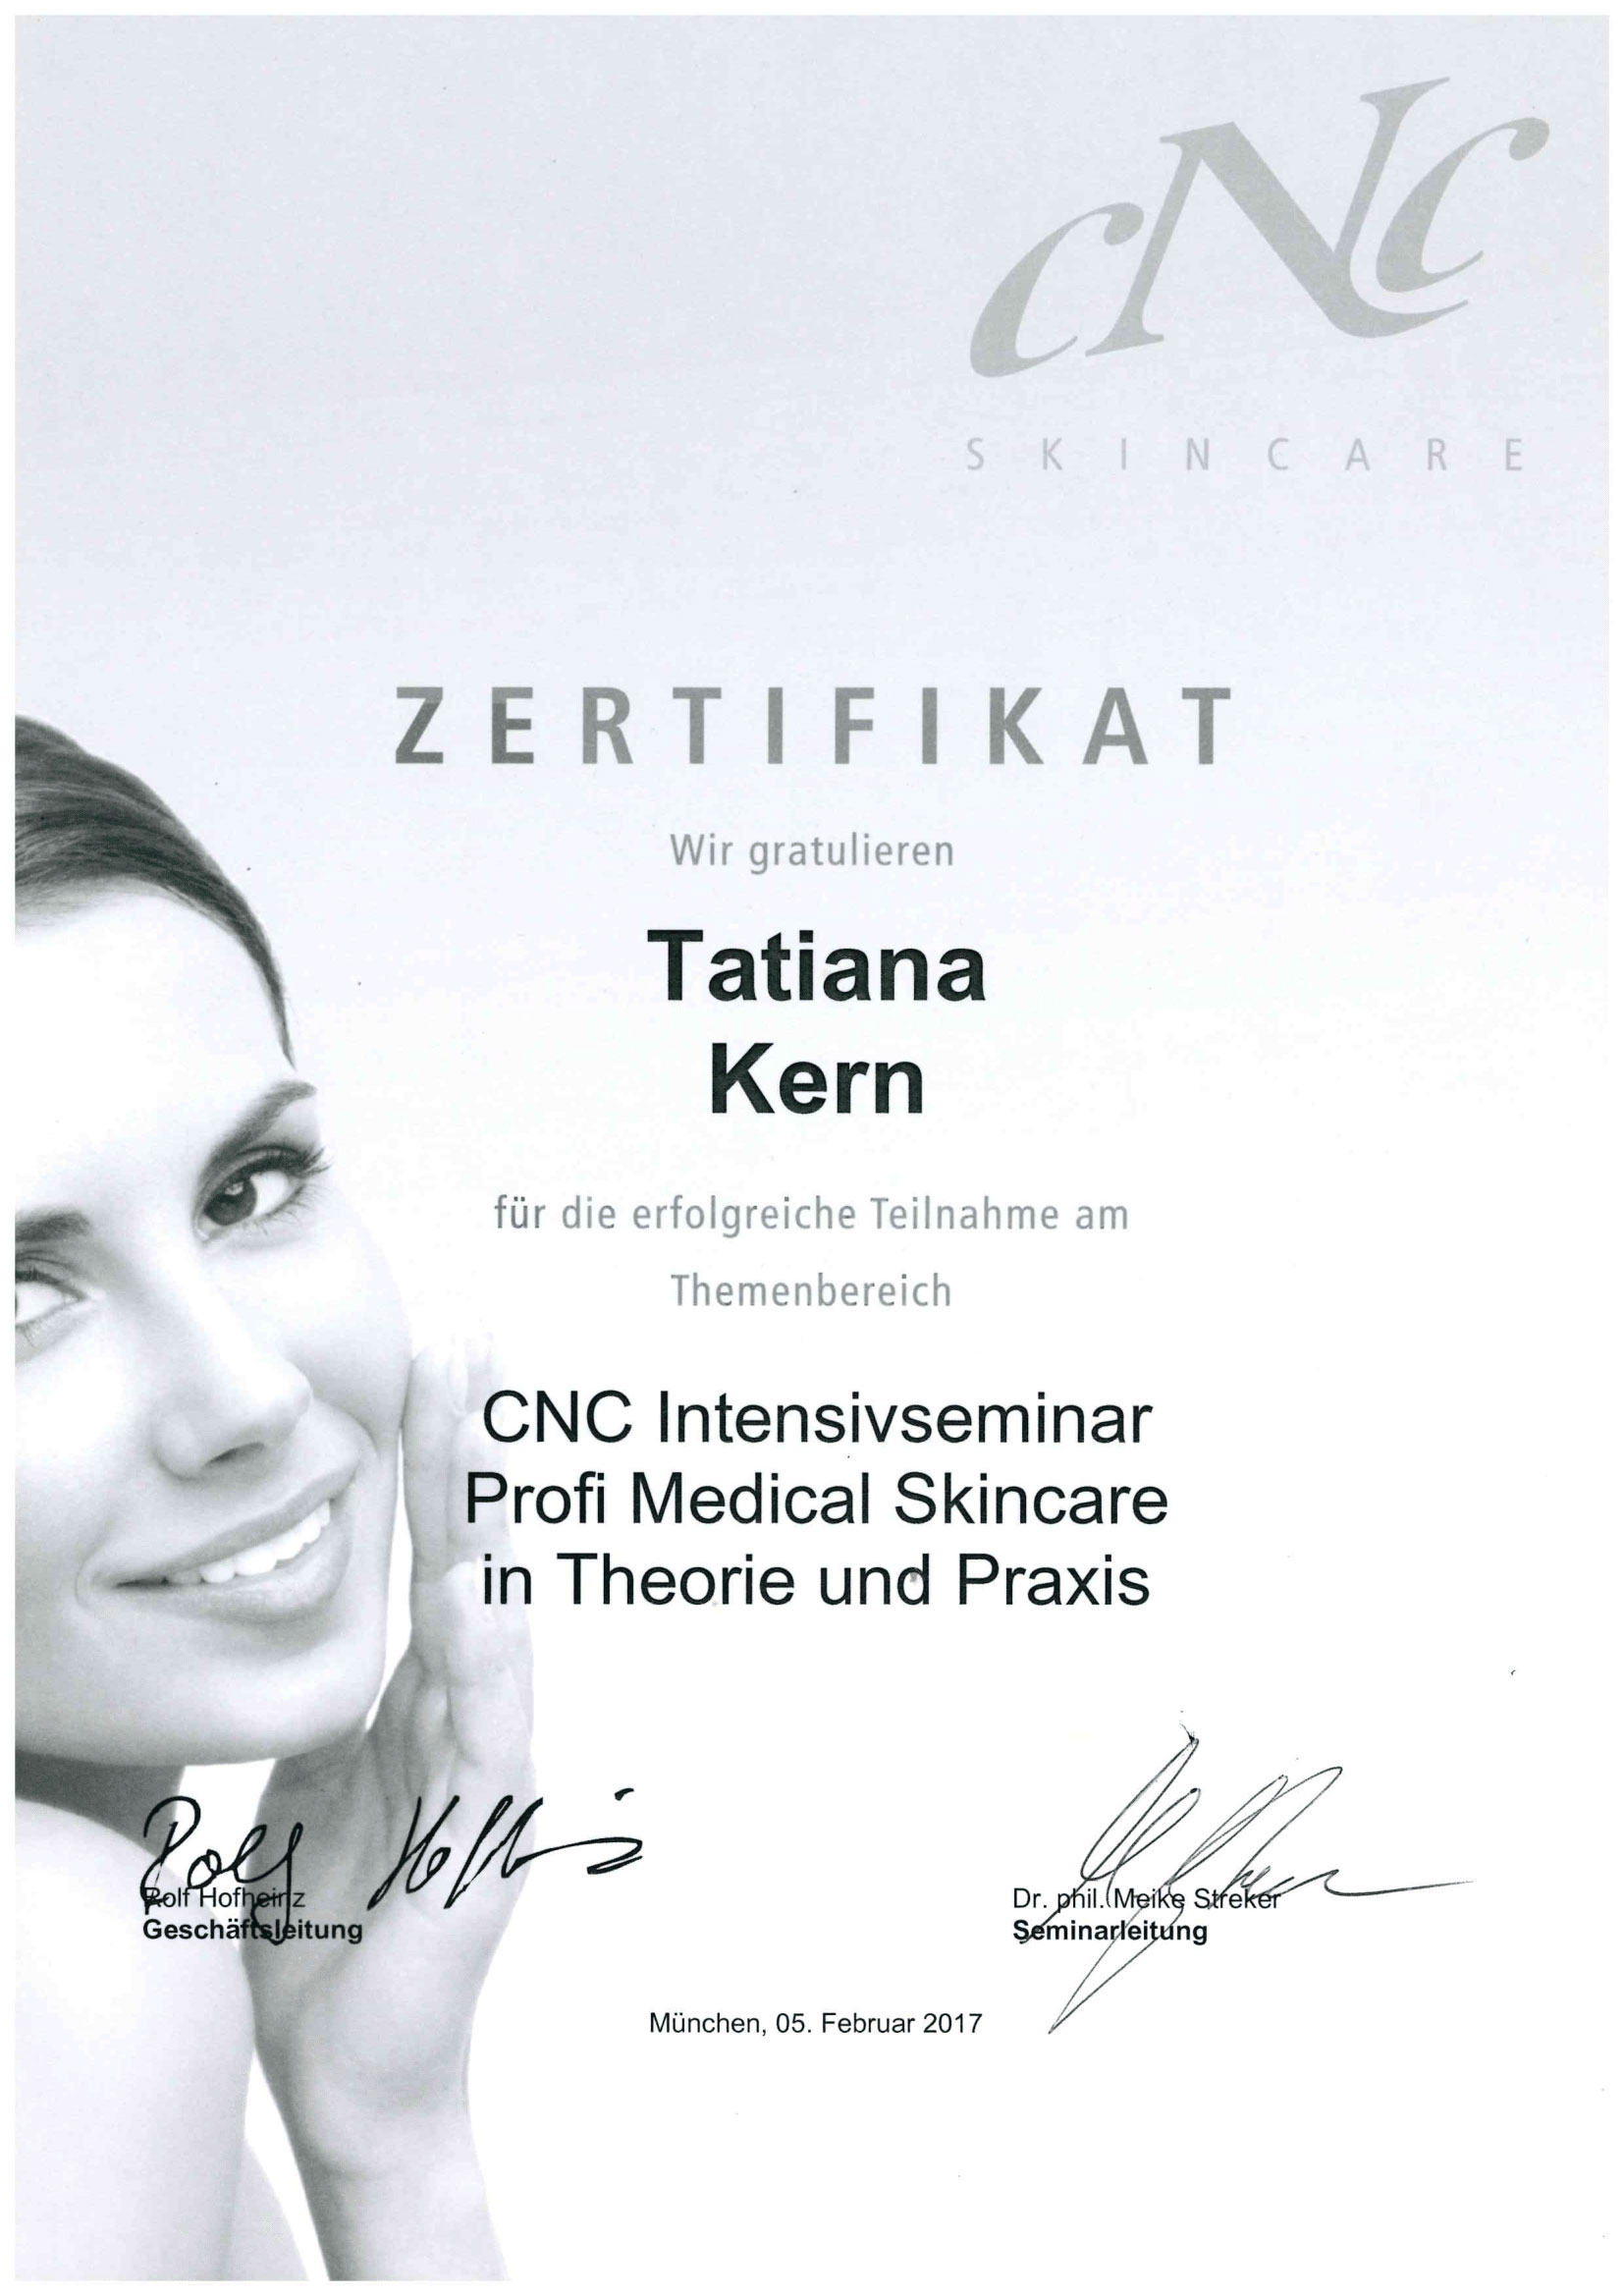 CNC
SKINCARE
ZERTIFIKAT
Wir gratulieren
Tatiana
Kern
für die erfolgreiche Teilnahme am
Themenbereich
CNC Intensivseminar
Profi Medical Skincare
in Theorie und Praxis
Rolf Hofheinz
Geschäftsleitung
Dr. phil. Meike Streker
Seminarleitung
München, 05. Februar 2017